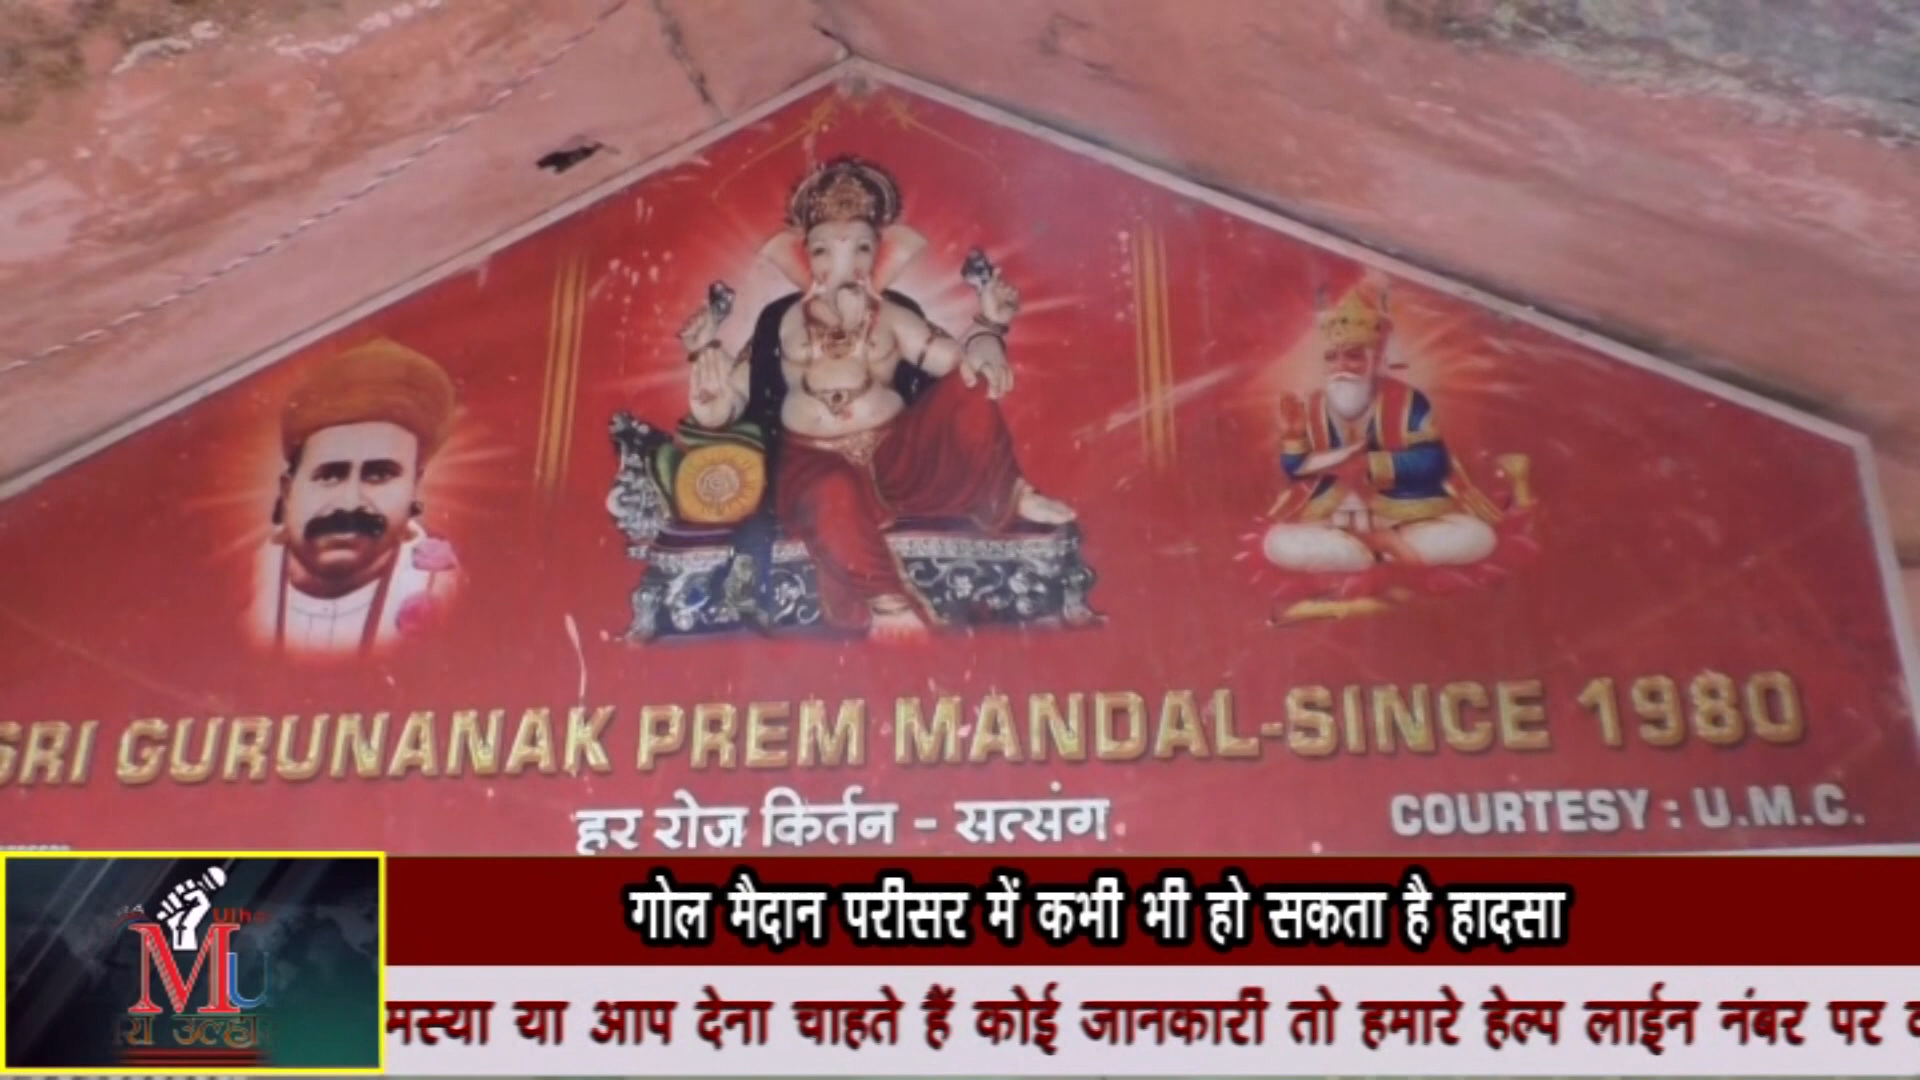 SRI GURUNANAK PREM MANDAL-SINCE 1980
हर रोज किर्तन - सत्संग
COURTESY : U.M.C.
गोल मैदान परीसर में कभी भी हो सकता है हादसा
या आप देना चाहते हैं कोई जानकारी तो हमारे हेल्प लाईन नंबर पर
MU